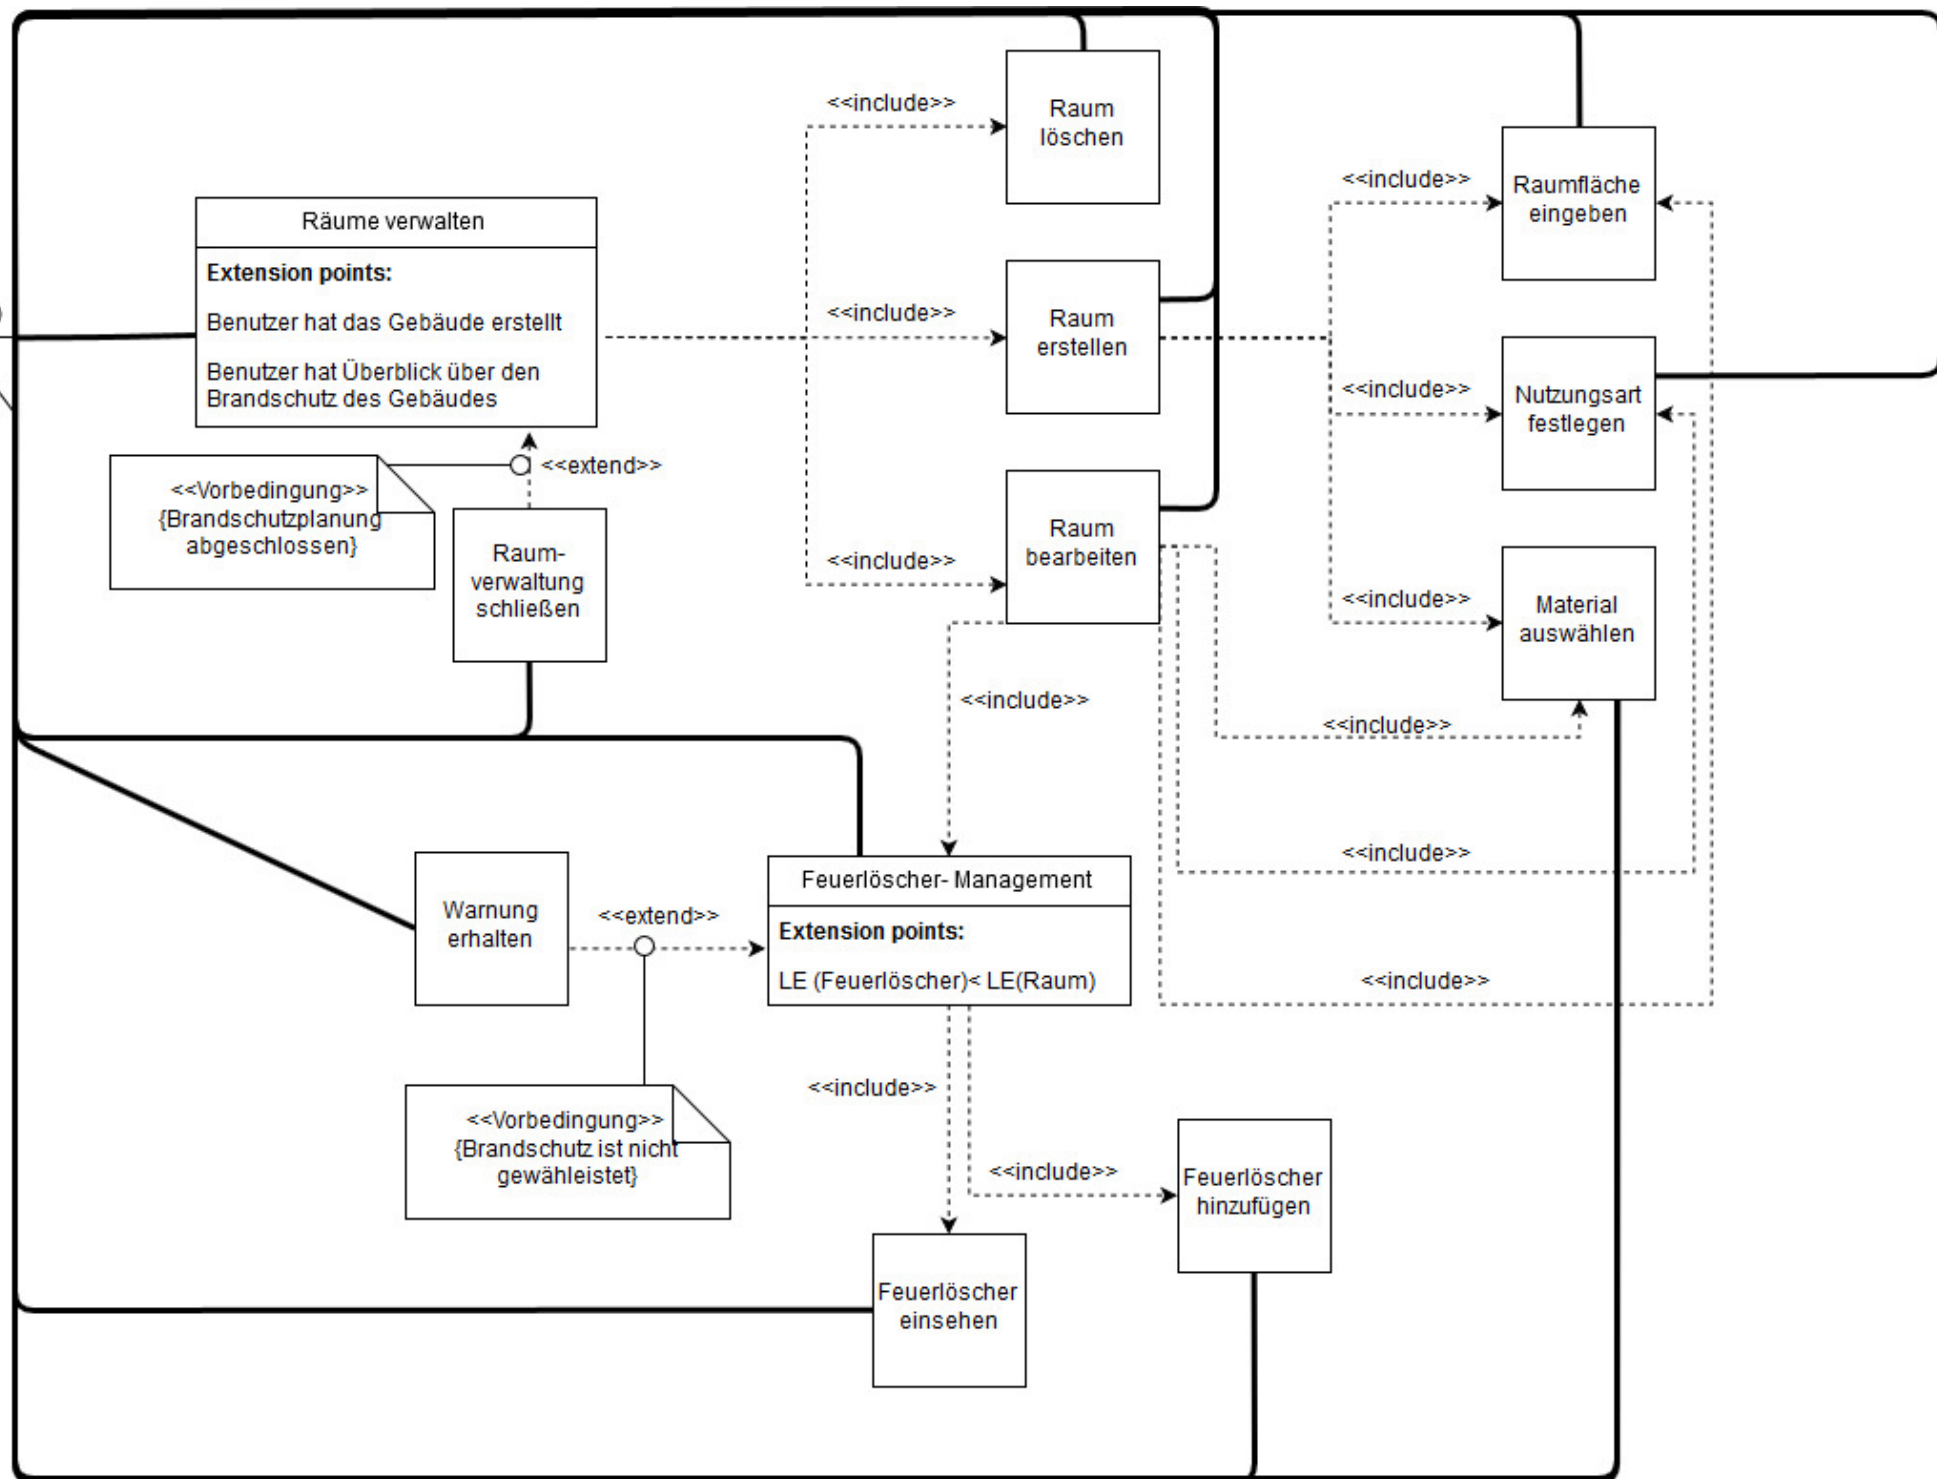 <<include>>
Raum
löschen
<<include>>
Raumfläche
eingeben
Räume verwalten
Extension points:
Benutzer hat das Gebäude erstellt
Benutzer hat Überblick über den
Brandschutz des Gebäudes
<<include>>
Raum
erstellen
<<include>>
Nutzungsart
festlegen
<<extend>>
<<Vorbedingung>>
{Brandschutzplanung
abgeschlossen}
Raum-
verwaltung
schließen
<<include>>
Raum
bearbeiten
<<include>>
Material
auswählen
<<include>>
<<include>>
<<include>>
<<include>>
Warnung
erhalten
<<extend>>
Feuerlöscher- Management
Extension points:
LE (Feuerlöscher)< LE(Raum)
<<Vorbedingung>>
{Brandschutz ist nicht
gewähleistet}
<<include>>
<<include>>
Feuerlöscher
hinzufügen
Feuerlöscher
einsehen